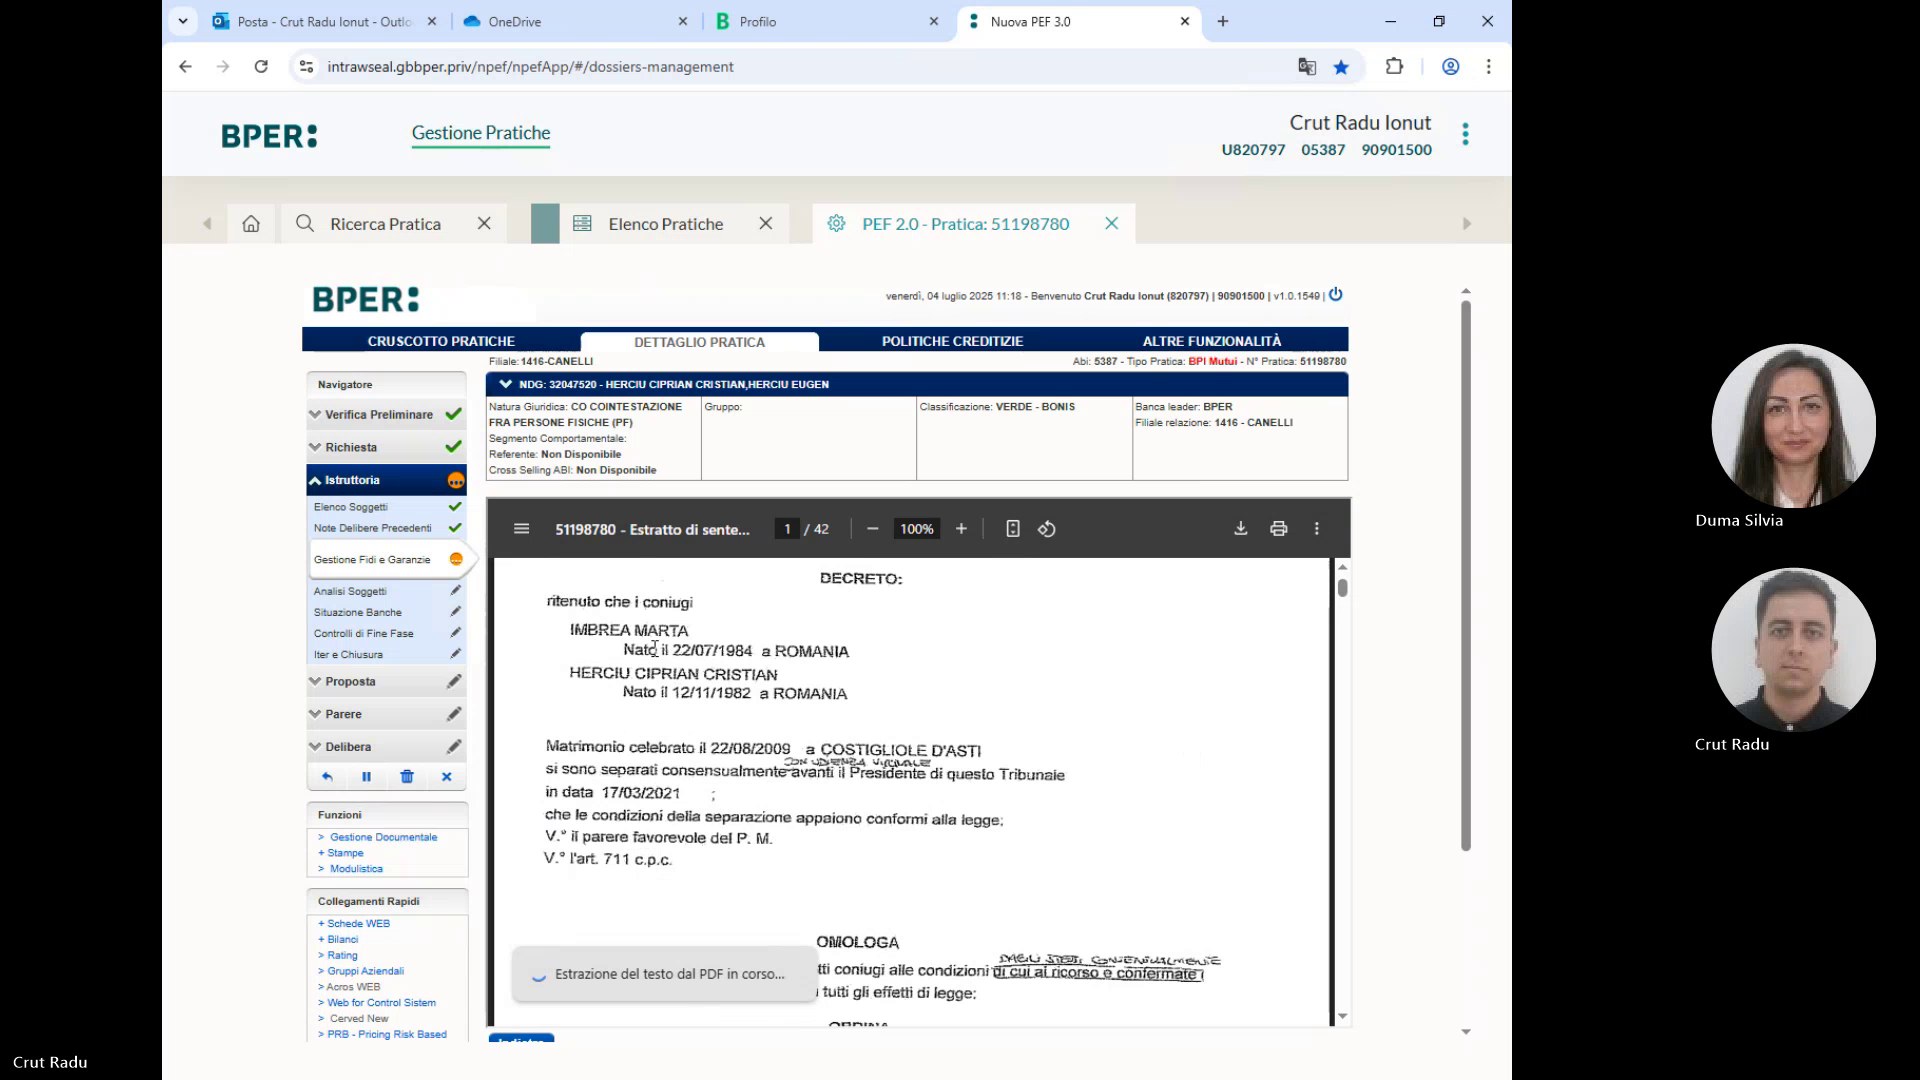 Posta - Crut Radu Ionut - Outlo
OneDrive
Profilo
Nuova PEF 3.0
intrawseal.gbbper.priv/npef/npefApp/#/dossiers-management
BPER:
Gestione Pratiche
Crut Radu Ionut
U820797 05387 90901500
Ricerca Pratica
Elenco Pratiche
PEF 2.0 - Pratica: 51198780
BPER:
venerdì, 04 luglio 2025 11:18 - Benvenuto Crut Radu Ionut (820797) | 90901500 | v1.0.1549 |
CRUSCOTTO PRATICHE
DETTAGLIO PRATICA
POLITICHE CREDITIZIE
ALTRE FUNZIONALITÀ
Filiale: 1416-CANELLI
Abi: 5387 - Tipo Pratica: BPI Mutui - N° Pratica: 51198780
Navigatore
Verifica Preliminare
Richiesta
Istruttoria
Elenco Soggetti
Note Delibere Precedenti
Gestione Fidi e Garanzie
Analisi Soggetti
Situazione Banche
Controlli di Fine Fase
Iter e Chiusura
Proposta
Parere
Delibera
Funzioni
> Gestione Documentale
+ Stampe
> Modulistica
Collegamenti Rapidi
+ Schede WEB
+ Bilanci
> Rating
> Gruppi Aziendali
> Acros WEB
> Web for Control Sistem
> Cerved New
> PRB - Pricing Risk Based
NDG: 32047520 - HERCIU CIPRIAN CRISTIAN,HERCIU EUGEN
Natura Giuridica: CO COINTESTAZIONE
FRA PERSONE FISICHE (PF)
Segmento Comportamentale:
Referente: Non Disponibile
Cross Selling ABI: Non Disponibile
Gruppo:
Classificazione: VERDE - BONIS
Banca leader: BPER
Filiale relazione: 1416 - CANELLI
51198780 - Estratto di sente...
1 / 42
100%
DECRETO:
ritenuto che i coniugi
IMBREA MARTA
Nato il 22/07/1984 a ROMANIA
HERCIU CIPRIAN CRISTIAN
Nato il 12/11/1982 a ROMANIA
Matrimonio celebrato il 22/08/2009 a COSTIGLIOLE D'ASTI
CON UDIENZA VIRTUALE
si sono separati consensualmente avanti il Presidente di questo Tribunale
in data 17/03/2021 ;
che le condizioni della separazione appaiono conformi alla legge;
V.° il parere favorevole del P. M.
V.° l'art. 711 c.p.c.
OMOLOGA
tti coniugi alle condizioni di cui al ricorso e confermate
tutti gli effetti di legge;
Estrazione del testo dal PDF in corso...
Indietro
Duma Silvia
Crut Radu
Crut Radu